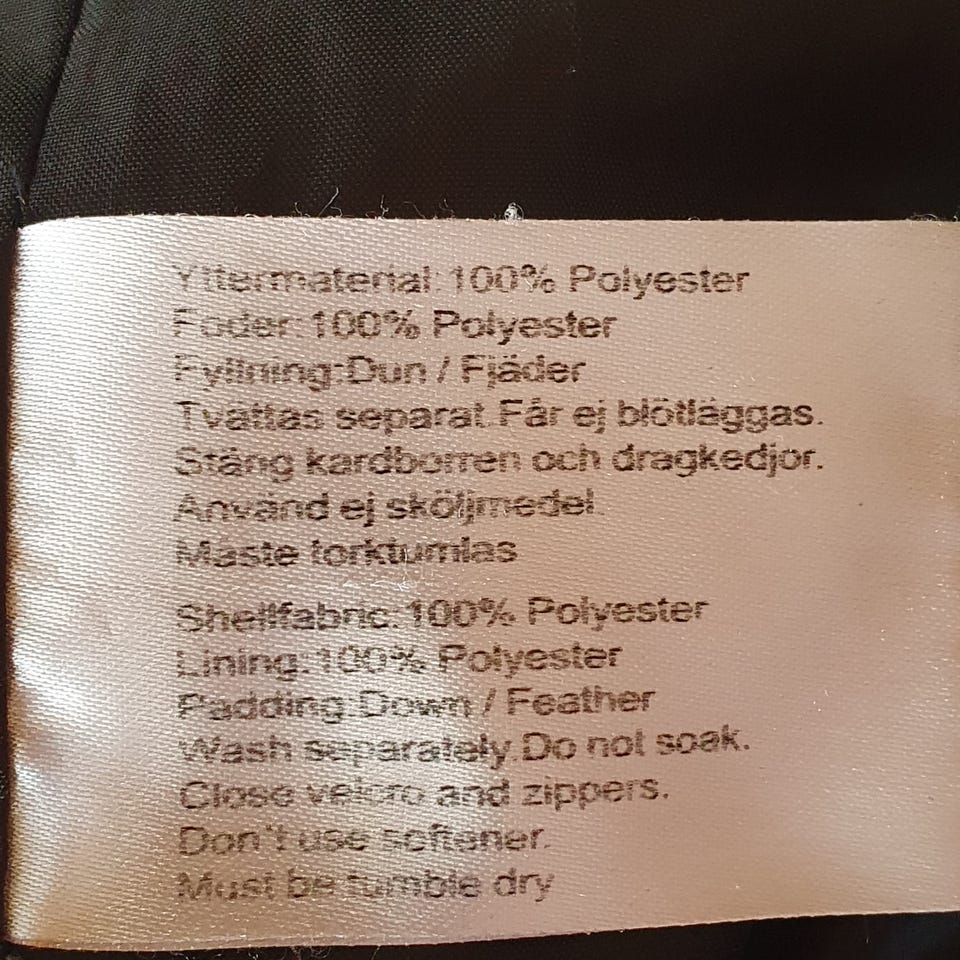 Yttermaterial: 100% Polyester
Foder: 100% Polyester
Fyllning:Dun / Fjäder
Tvättas separat. Får ej blötläggas.
Stäng kardborren och dragkedjor.
Använd ej sköljmedel.
Måste torktumlas
Shellfabric: 100% Polyester
Lining:100% Polyester
Padding:Down / Feather
Wash separately.Do not soak.
Close velcro and zippers.
Don't use softener.
Must be tumble dry